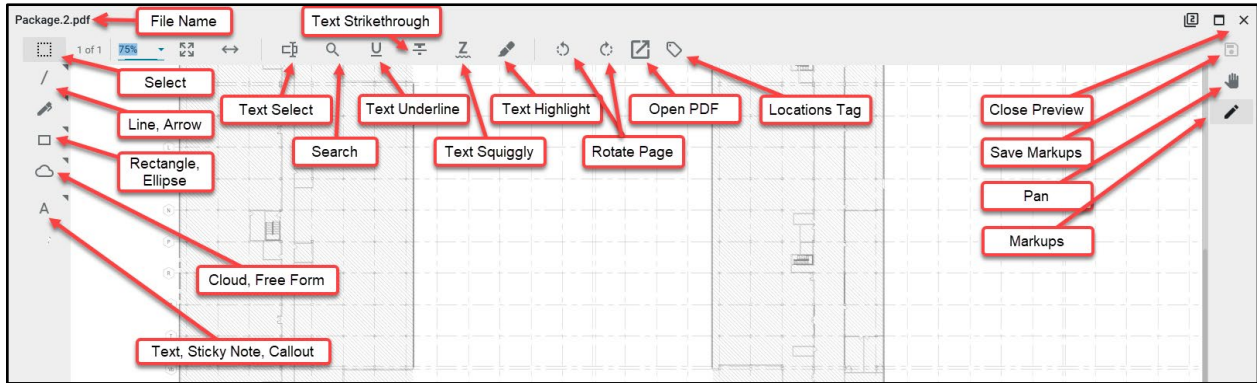 Package.2.pdf
File Name
Text Strikethrough
2
1 of 1
75%
U
T
Z
Select
Text Select
Text Underline
Text Highlight
Open PDF
Locations Tag
Close Preview
Line, Arrow
Search
Text Squiggly
Rotate Page
Save Markups
Rectangle,
Ellipse
Pan
A
Markups
Cloud, Free Form
Text, Sticky Note, Callout